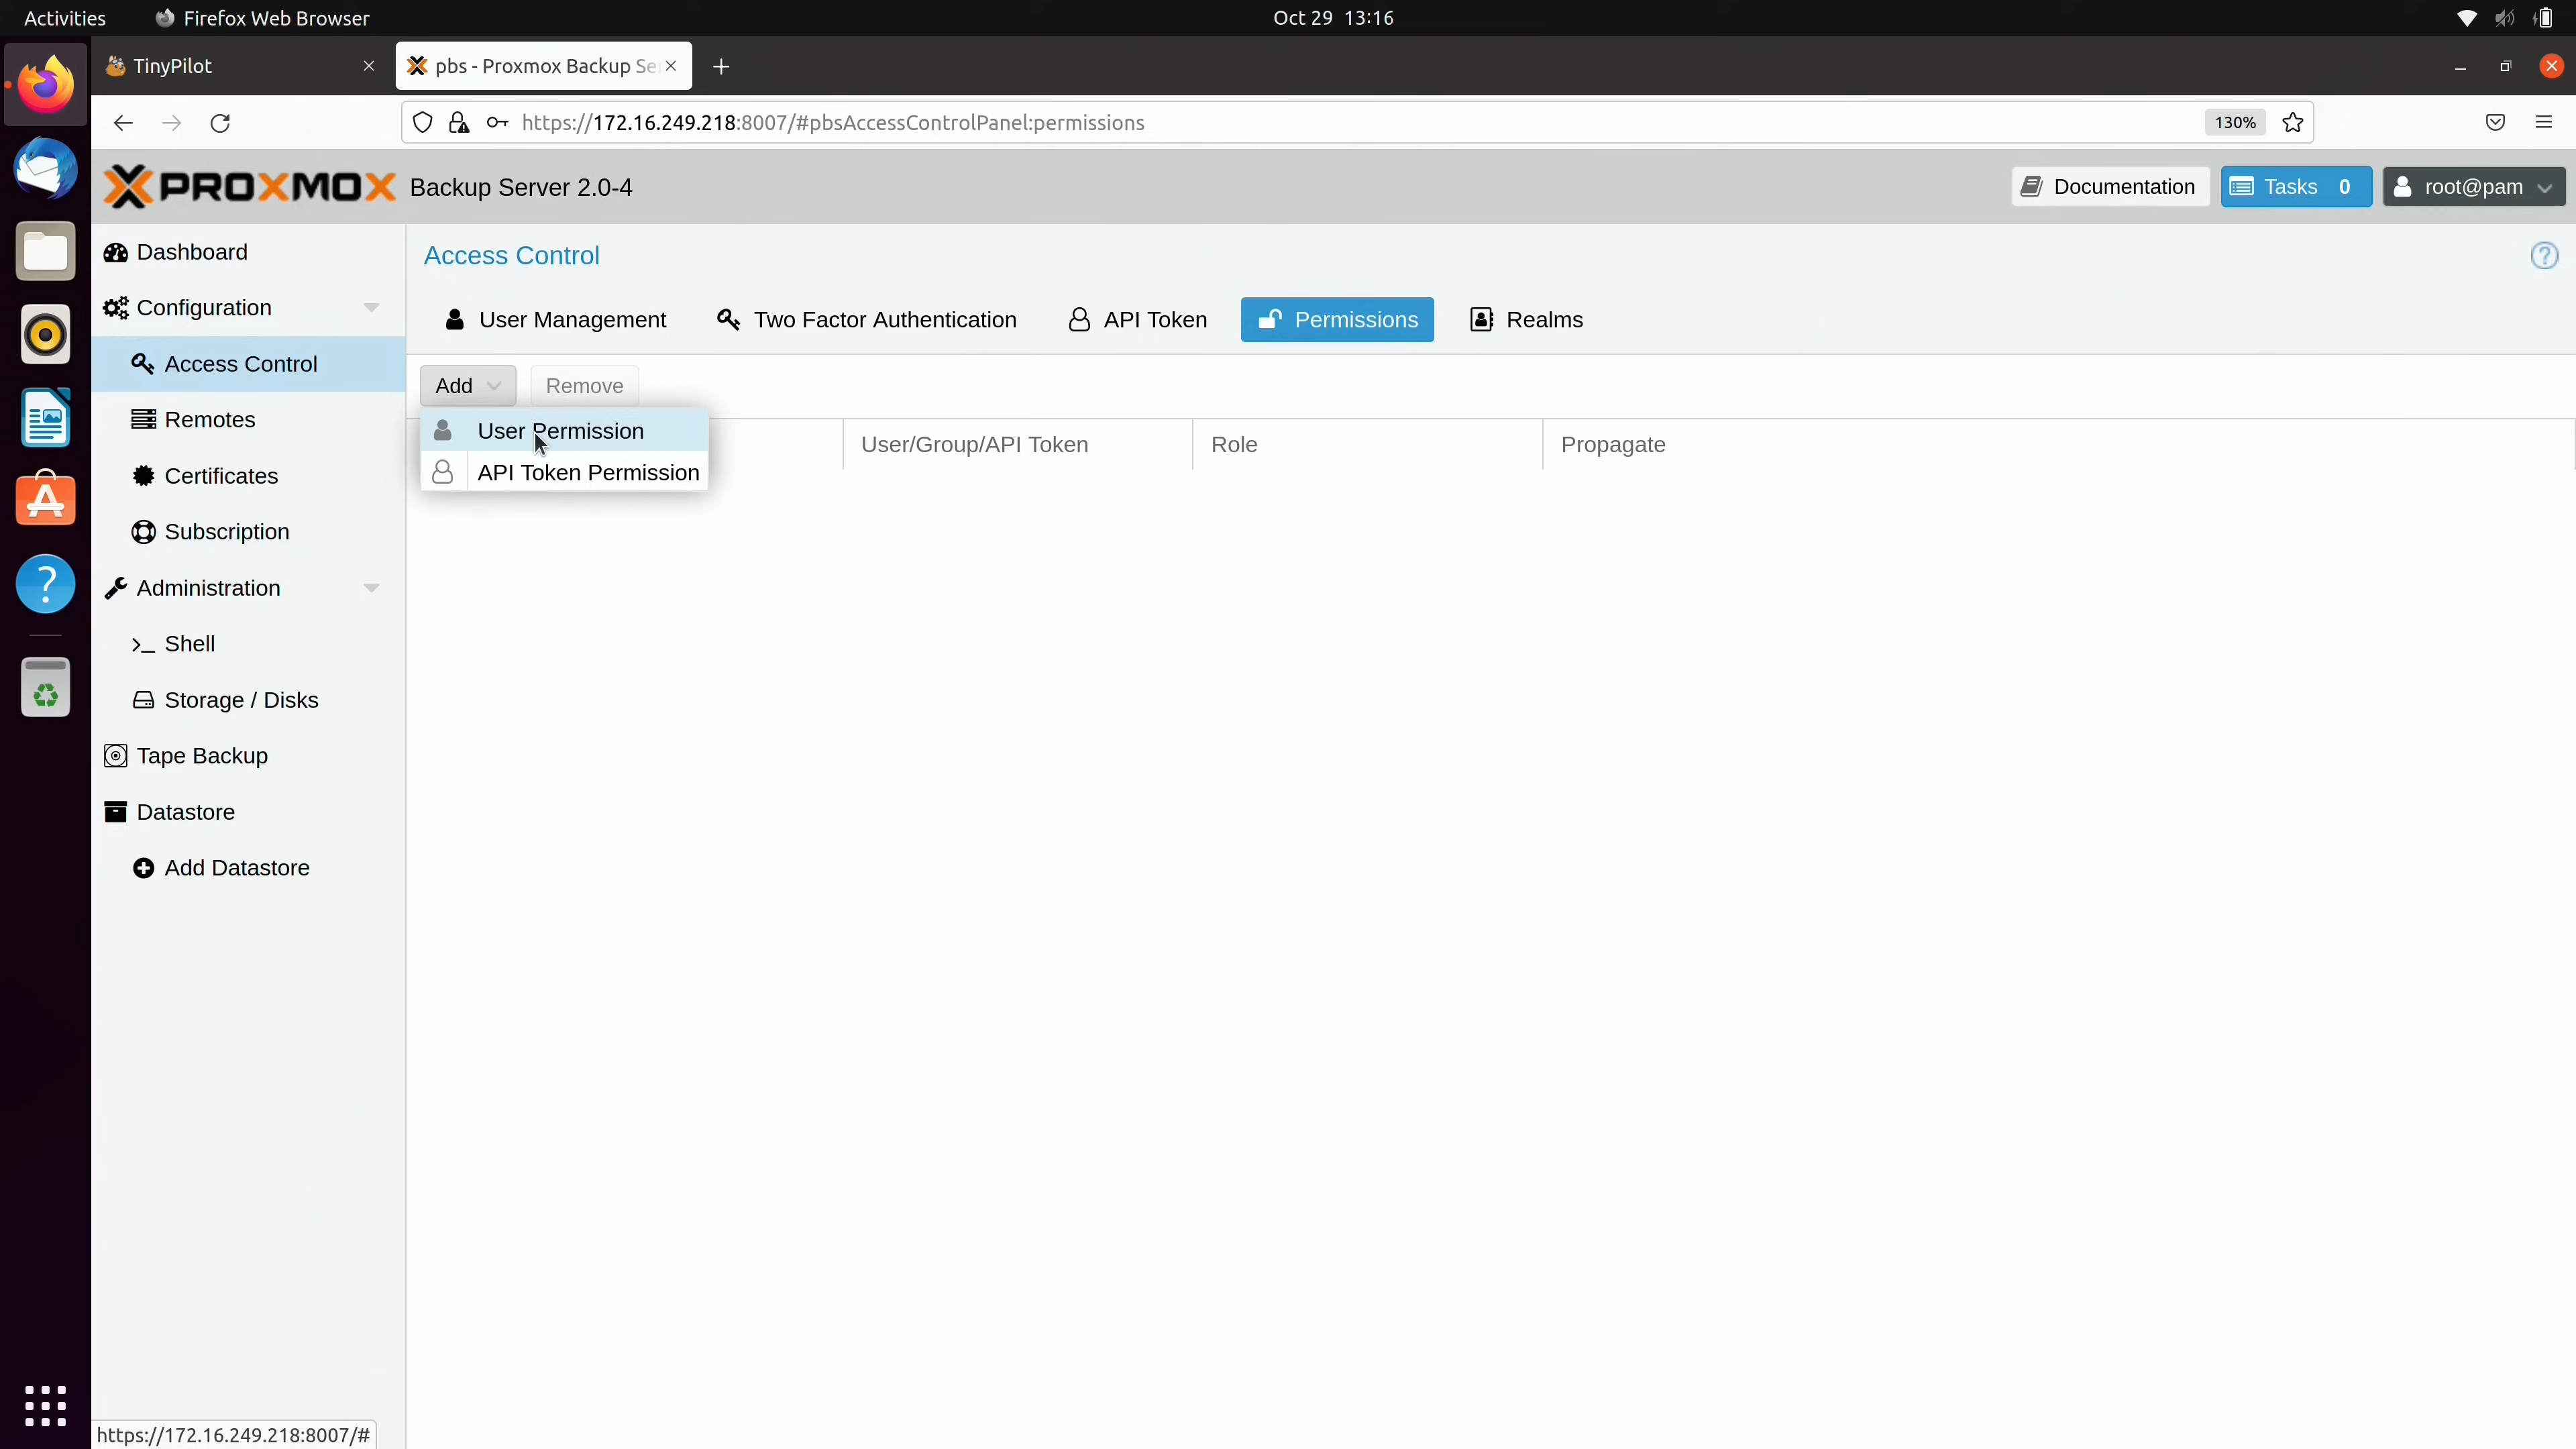 Activities Firefox Web Browser Oct 29 13:16
TinyPilot
pbs - Proxmox Backup Se
https://172.16.249.218:8007/#pbsAccessControlPanel:permissions 130%
PROXMOX Backup Server 2.0-4 Documentation Tasks 0 root@pam
Dashboard
Configuration
Access Control
Remotes
Certificates
Subscription
Administration
Shell
Storage / Disks
Tape Backup
Datastore
Add Datastore
Access Control
User Management Two Factor Authentication API Token Permissions Realms
Add Remove
User Permission
API Token Permission
User/Group/API Token Role Propagate
https://172.16.249.218:8007/#